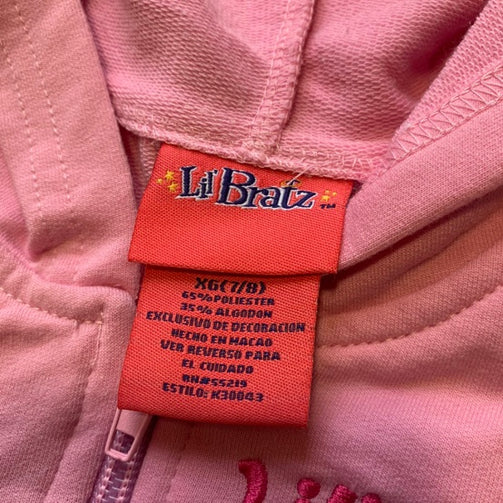 Lil' Bratz ™
XG(7/8)
65% POLIESTER
35% ALGODON
EXCLUSIVO DE DECORACION
HECHO EN MACAO
VER REVERSO PARA
EL CUIDADO
RN#55219
ESTILO: K30043